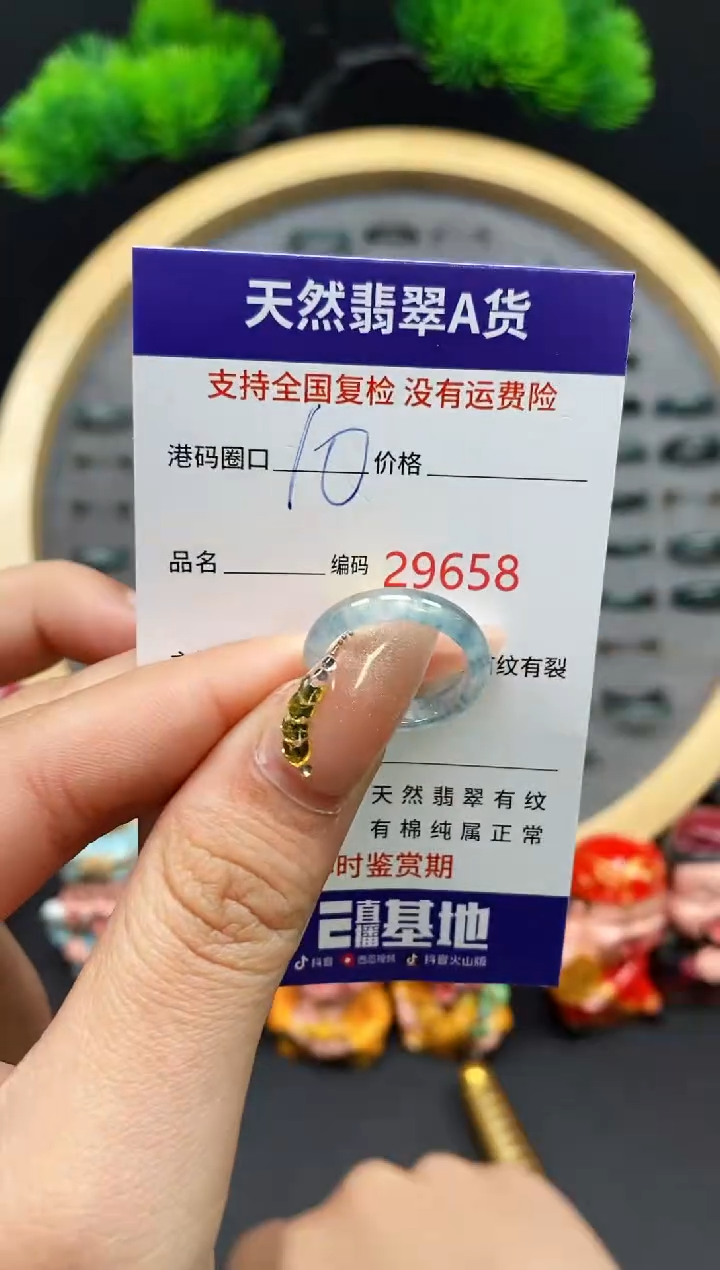 天然翡翠A货
支持全国复检 没有运费险
港码圈口 10 价格
品名 编码 29658
纹有裂
天然翡翠有纹
有棉纯属正常
时鉴赏期
直播基地
抖音 西瓜视频 抖音火山版